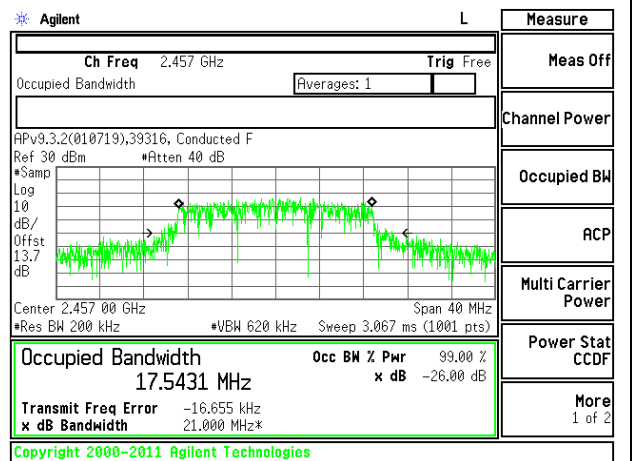 Agilent L Measure
Ch Freq 2.457 GHz Trig Free
Occupied Bandwidth Averages: 1
APv9.3.2(010719),39316, Conducted F
Ref 30 dBm #Atten 40 dB
#Samp
Log
10
dB/
Offst
13.7
dB
Center 2.457 00 GHz Span 40 MHz
#Res BW 200 kHz #VBW 620 kHz Sweep 3.067 ms (1001 pts)
Occupied Bandwidth Occ BW % Pwr 99.00 %
17.5431 MHz x dB -26.00 dB
Transmit Freq Error -16.655 kHz
x dB Bandwidth 21.000 MHz*
Copyright 2000-2011 Agilent Technologies
Meas Off
Channel Power
Occupied BW
ACP
Multi Carrier
Power
Power Stat
CCDF
More
1 of 2